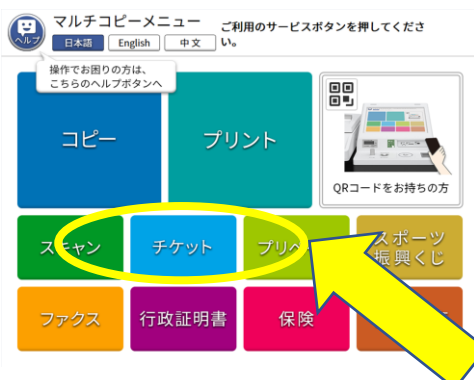 マルチコピーメニュー
ご利用のサービスボタンを押してくださ
い。
ヘルプ
日本語 English 中文
操作でお困りの方は、
こちらのヘルプボタンへ
コピー
プリント
QRコードをお持ちの方
スキャン
チケット
プリペ
スポーツ
振興くじ
ファクス
行政証明書
保険